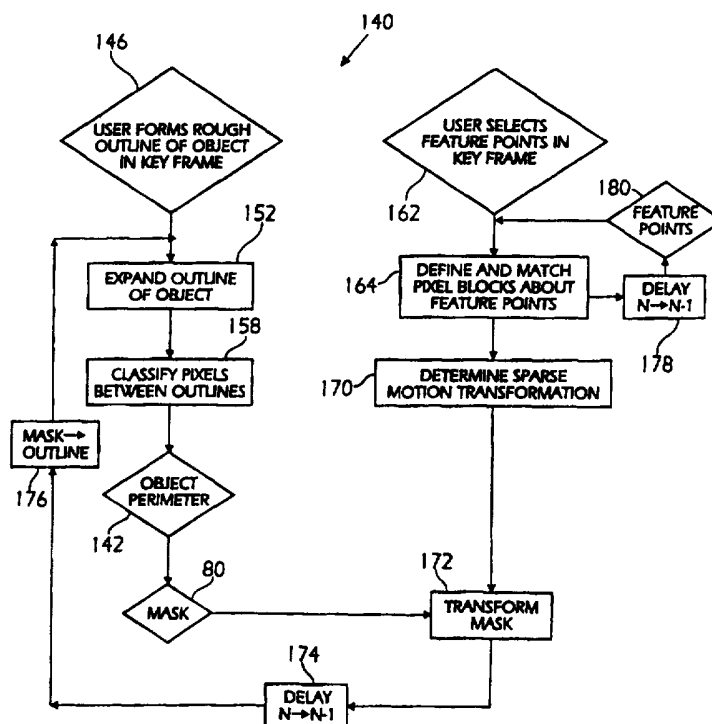 140
146
USER FORMS ROUGH
OUTLINE OF OBJECT
IN KEY FRAME
USER SELECTS
FEATURE POINTS IN
KEY FRAME
162
180
FEATURE
POINTS
152
EXPAND OUTLINE
OF OBJECT
164
DEFINE AND MATCH
PIXEL BLOCKS ABOUT
FEATURE POINTS
DELAY
N→N-1
178
158
CLASSIFY PIXELS
BETWEEN OUTLINES
170
DETERMINE SPARSE
MOTION TRANSFORMATION
MASK→
OUTLINE
176
OBJECT
PERIMETER
142
80
MASK
172
TRANSFORM
MASK
174
DELAY
N→N-1